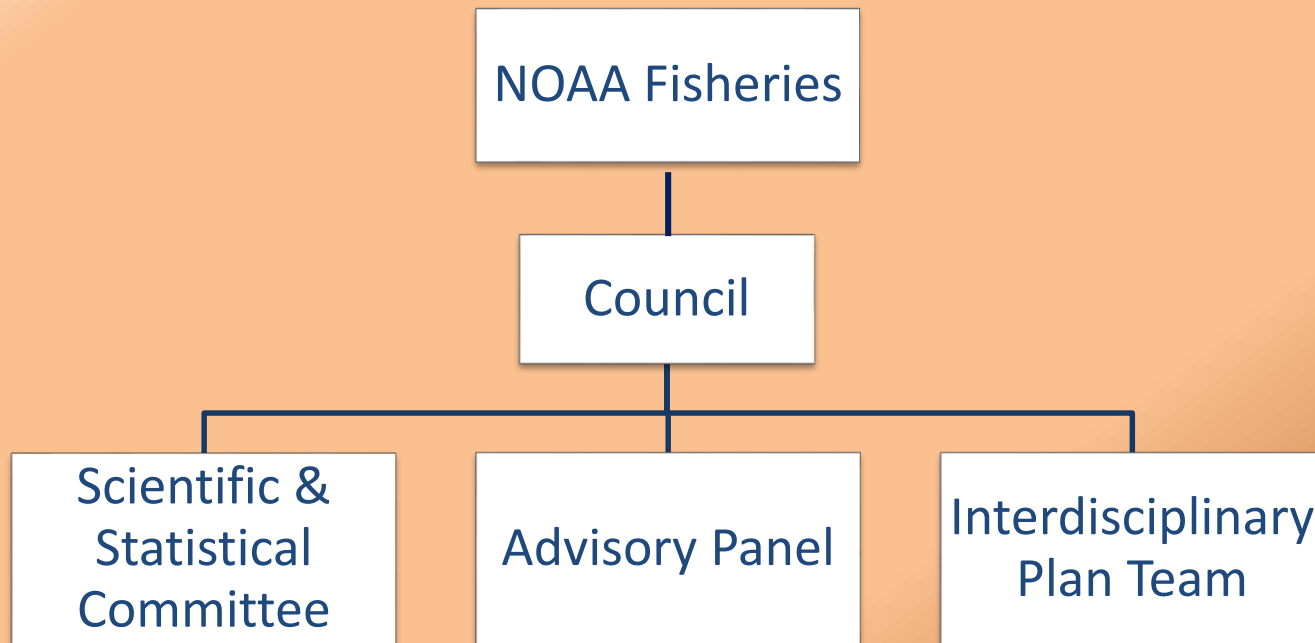 NOAA Fisheries
Council
Scientific &
Statistical
Committee
Advisory Panel
Interdisciplinary
Plan Team